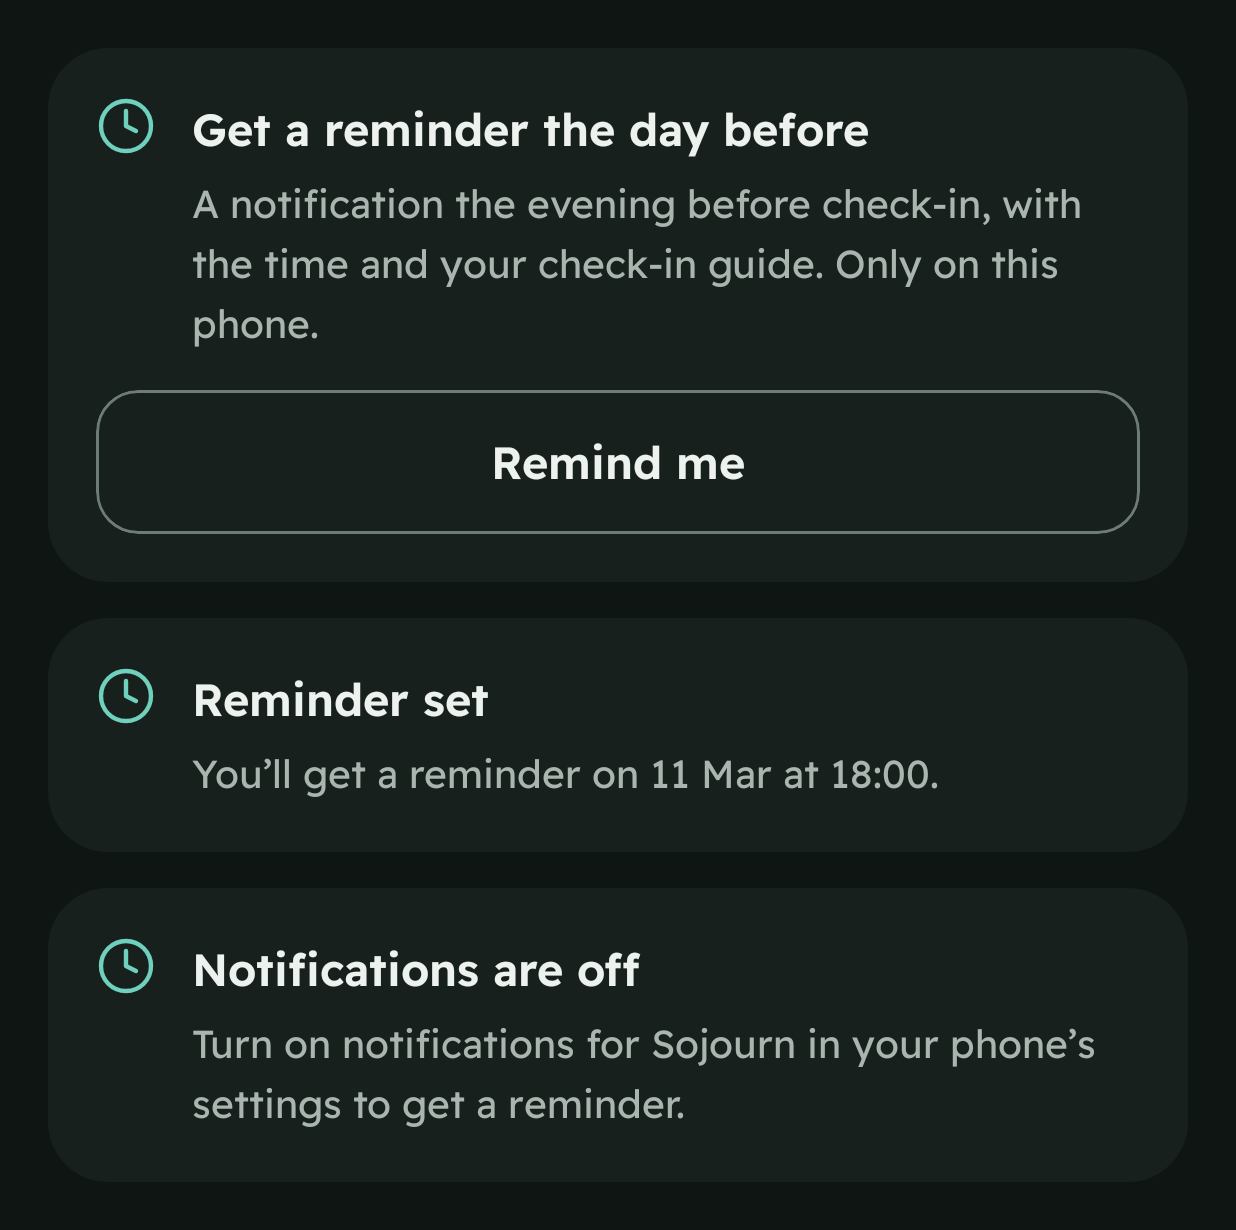 Get a reminder the day before
A notification the evening before check-in, with
the time and your check-in guide. Only on this
phone.
Remind me
Reminder set
You’ll get a reminder on 11 Mar at 18:00.
Notifications are off
Turn on notifications for Sojourn in your phone’s
settings to get a reminder.